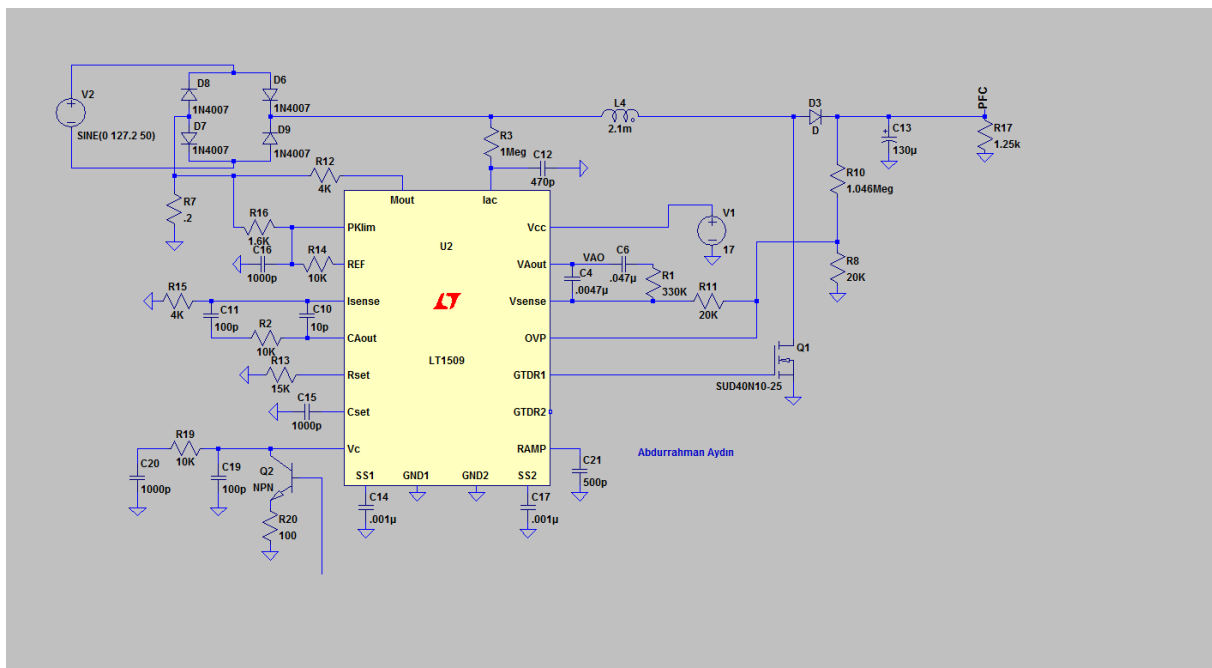 V2
SINE(0 127.2 50)
D8
1N4007
D6
1N4007
D7
1N4007
D9
1N4007
R12
4K
R7
.2
R16
1.6K
C16
1000p
R14
10K
R15
4K
C11
100p
C10
10p
R2
10K
R13
15K
C15
1000p
R19
10K
C20
1000p
C19
100p
Q2
NPN
R20
100
R3
1Meg
C12
470p
L4
2.1m
D3
D
PFC
C13
130µ
R17
1.25k
R10
1.046Meg
R8
20K
V1
17
VAO
C6
.047µ
C4
.0047µ
R1
330K
R11
20K
Q1
SUD40N10-25
Mout
Iac
PKlim
REF
Isense
CAout
Rset
Cset
Vc
U2
LT1509
Vcc
VAout
Vsense
OVP
GTDR1
GTDR2
RAMP
SS1
GND1
GND2
SS2
C14
.001µ
C17
.001µ
C21
500p
Abdurrahman Aydın